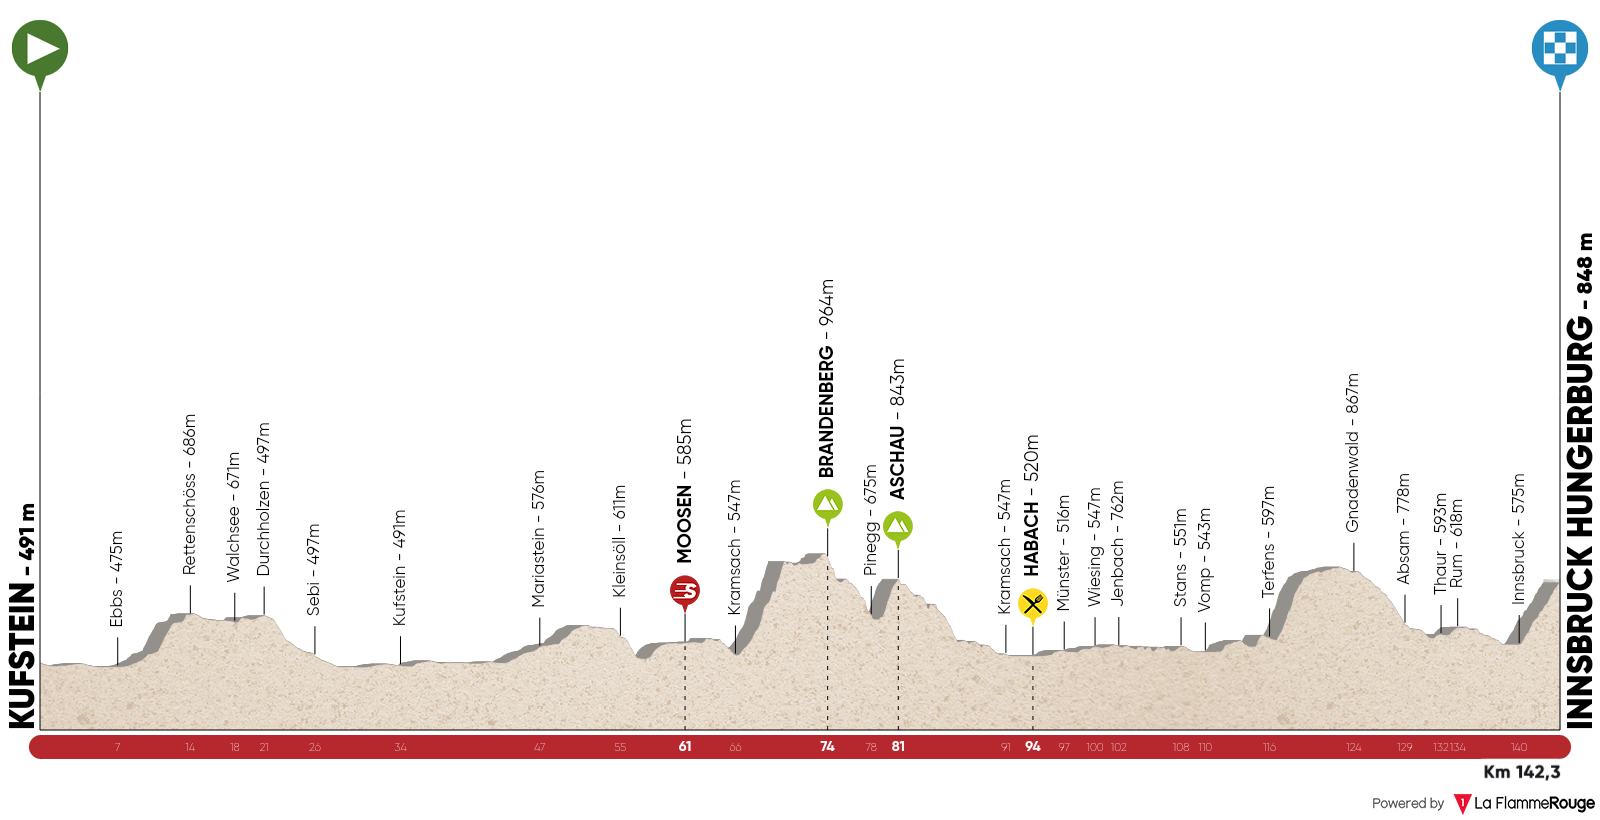 KUFSTEIN - 491 m
Ebbs - 475m
Rettenschöss - 686m
Walchsee - 671m
Durchholzen - 497m
Sebi - 497m
Kufstein - 491m
Mariastein - 576m
Kleinsöll - 611m
MOOSEN - 585m
S
Kramsach - 547m
BRANDENBERG - 964m
Pinegg - 675m
ASCHAU - 843m
Kramsach - 547m
HABACH - 520m
Münster - 516m
Wiesing - 547m
Jenbach - 762m
Stans - 551m
Vomp - 543m
Terfens - 597m
Gnadenwald - 867m
Absam - 778m
Thaur - 593m
Rum - 618m
Innsbruck - 575m
INNSBRUCK HUNGERBURG - 848 m
7 14 18 21 26 34 47 55 61 66 74 78 81 91 94 97 100 102 108 110 116 124 129 132 134 140
Km 142,3
Powered by 1 La FlammeRouge